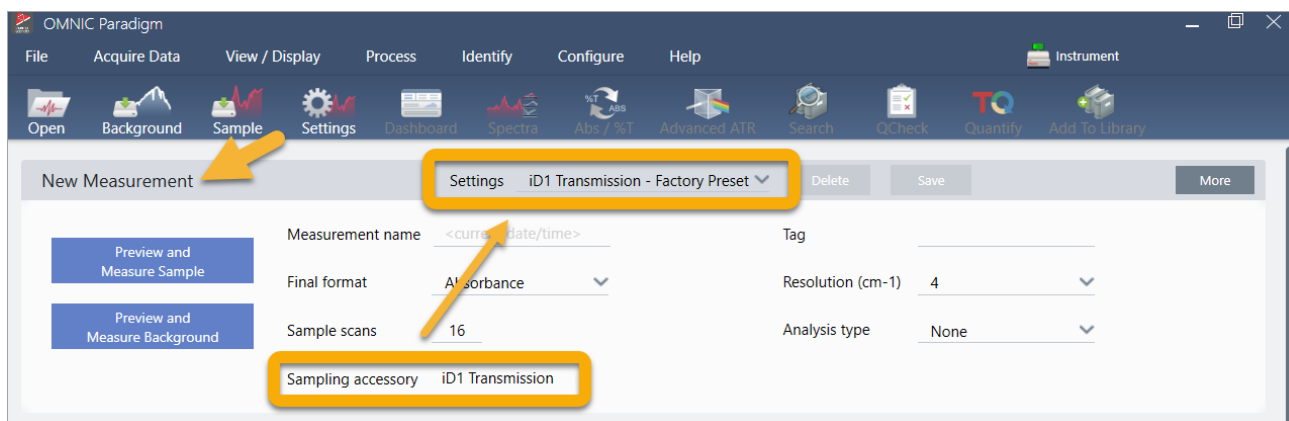 OMNIC Paradigm
File Acquire Data View / Display Process Identify Configure Help Instrument
Open Background Sample Settings Dashboard Spectra Abs / %T Advanced ATR Search QCheck Quantify Add To Library
%T ABS
TQ
New Measurement Settings iD1 Transmission - Factory Preset Delete Save More
Preview and
Measure Sample
Preview and
Measure Background
Measurement name <current date/time> Tag
Final format Absorbance Resolution (cm-1) 4
Sample scans 16 Analysis type None
Sampling accessory iD1 Transmission